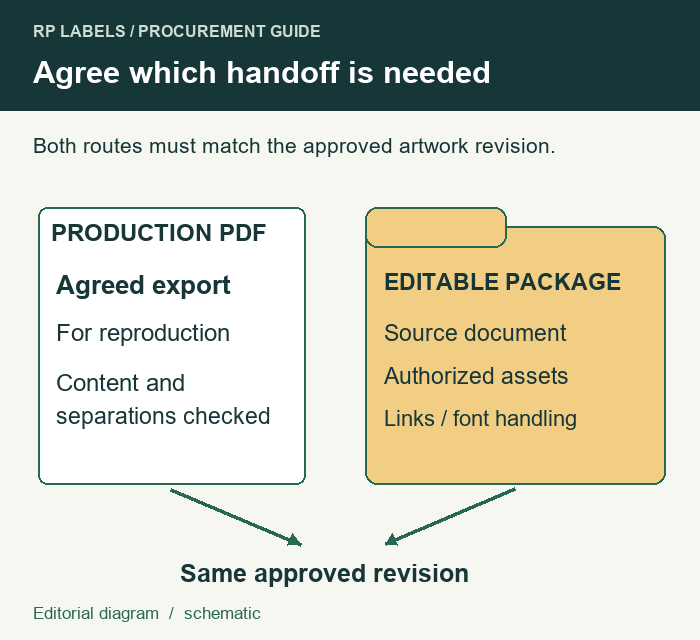 RP LABELS / PROCUREMENT GUIDE
Agree which handoff is needed
Both routes must match the approved artwork revision.
PRODUCTION PDF
Agreed export
For reproduction
Content and
separations checked
EDITABLE PACKAGE
Source document
Authorized assets
Links / font handling
Same approved revision
Editorial diagram / schematic